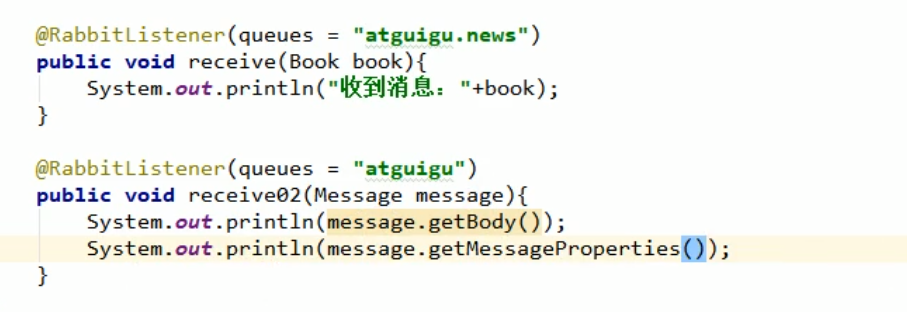 @RabbitListener(queues = "atguigu.news")
public void receive(Book book){
    System.out.println("收到消息："+book);
}
@RabbitListener(queues = "atguigu")
public void receive02(Message message){
    System.out.println(message.getBody());
    System.out.println(message.getMessageProperties());
}